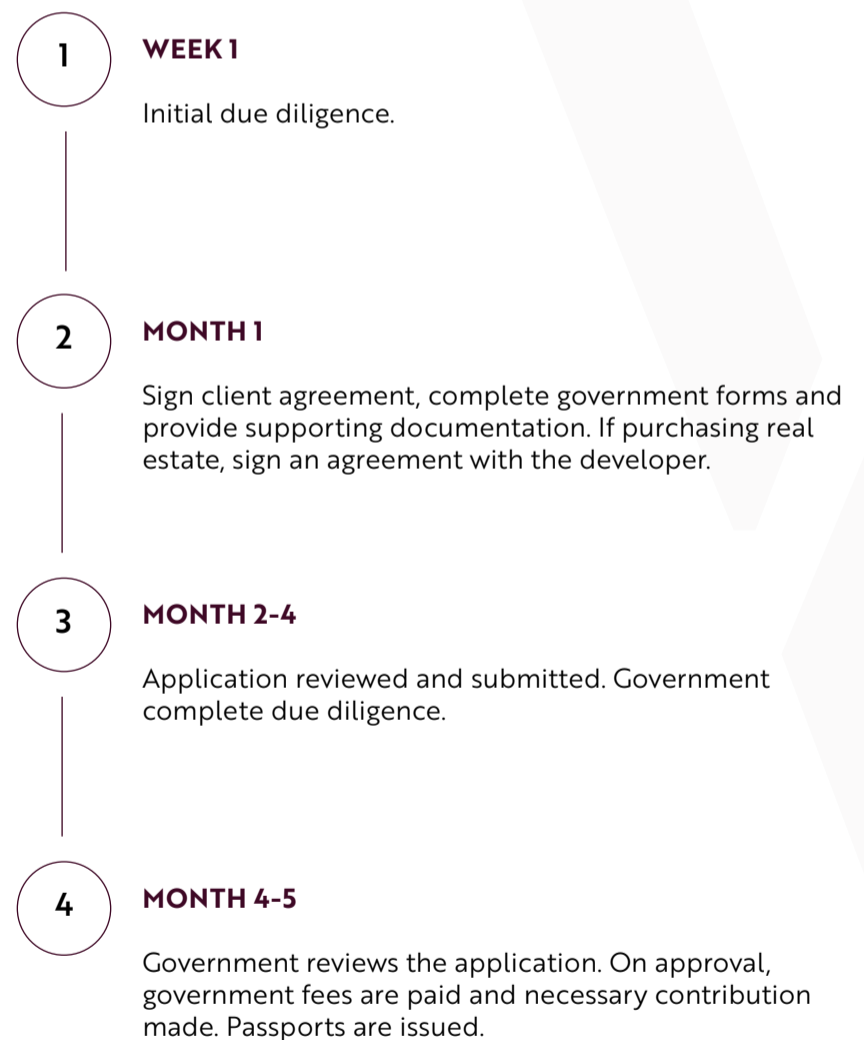 1
WEEK 1
Initial due diligence.
2
MONTH 1
Sign client agreement, complete government forms and
provide supporting documentation. If purchasing real
estate, sign an agreement with the developer.
3
MONTH 2-4
Application reviewed and submitted. Government
complete due diligence.
4
MONTH 4-5
Government reviews the application. On approval,
government fees are paid and necessary contribution
made. Passports are issued.